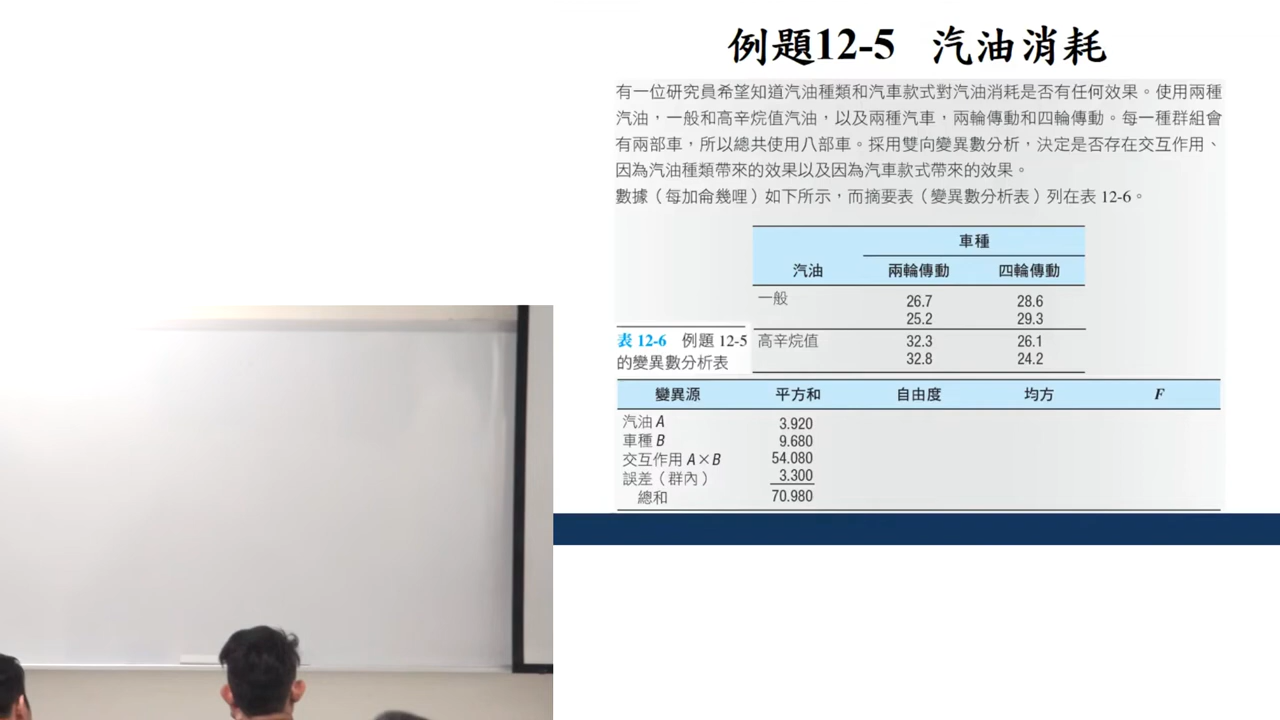 例題12-5 汽油消耗
有一位研究員希望知道汽油種類和汽車款式對汽油消耗是否有任何效果。使用兩種
汽油，一般和高辛烷值汽油，以及兩種汽車，兩輪傳動和四輪傳動。每一種群組會
有兩部車，所以總共使用八部車。採用雙向變異數分析，決定是否存在交互作用、
因為汽油種類帶來的效果以及因為汽車款式帶來的效果。
數據（每加侖幾哩）如下所示，而摘要表（變異數分析表）列在表 12-6。
車種
汽油 兩輪傳動 四輪傳動
一般 26.7 28.6
25.2 29.3
高辛烷值 32.3 26.1
32.8 24.2
表 12-6 例題 12-5
的變異數分析表
變異源 平方和 自由度 均方 F
汽油 A 3.920
車種 B 9.680
交互作用 A×B 54.080
誤差（群內） 3.300
總和 70.980